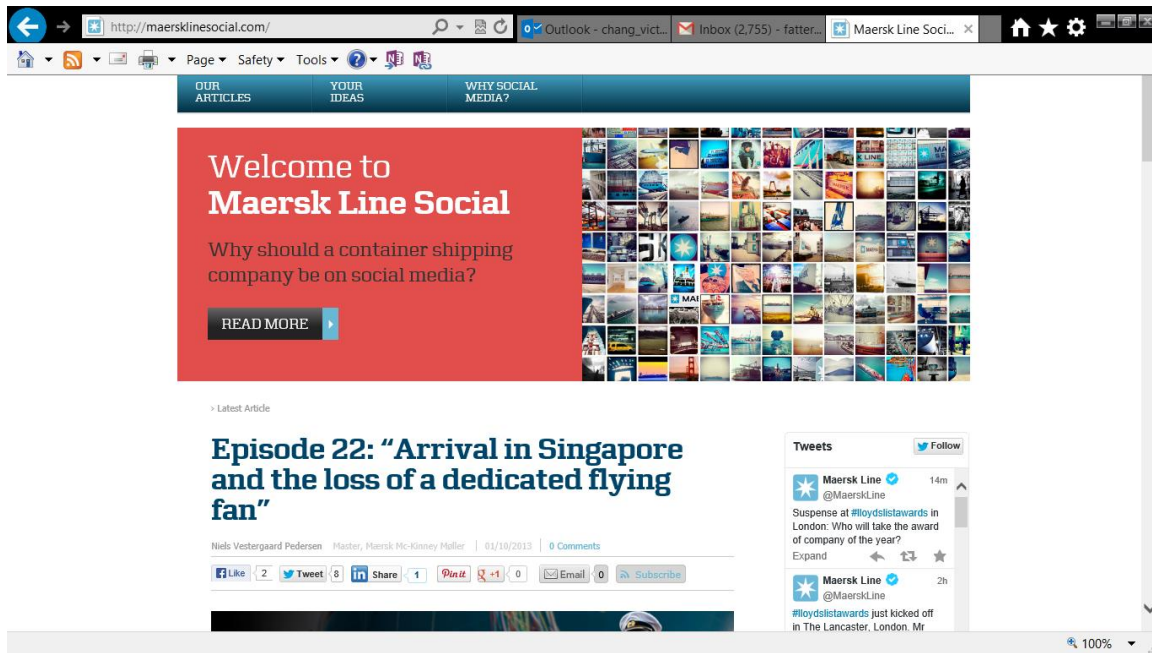 http://maersklinesocial.com/
Outlook - chang_vict...
Inbox (2,755) - fatter...
Maersk Line Soci...
Page
Safety
Tools
OUR
ARTICLES
YOUR
IDEAS
WHY SOCIAL
MEDIA?
Welcome to
Maersk Line Social
Why should a container shipping
company be on social media?
READ MORE
› Latest Article
Episode 22: “Arrival in Singapore
and the loss of a dedicated flying
fan”
Niels Vestergaard Pedersen Master, Mærsk Mc-Kinney Møller 01/10/2013 0 Comments
Like 2 Tweet 8 Share 1 Pin it +1 0 Email 0 Subscribe
Tweets
Follow
Maersk Line 14m
@MaerskLine
Suspense at #lloydslistawards in
London: Who will take the award
of company of the year?
Expand
Maersk Line 2h
@MaerskLine
#lloydslistawards just kicked off
in The Lancaster, London. Mr
100%